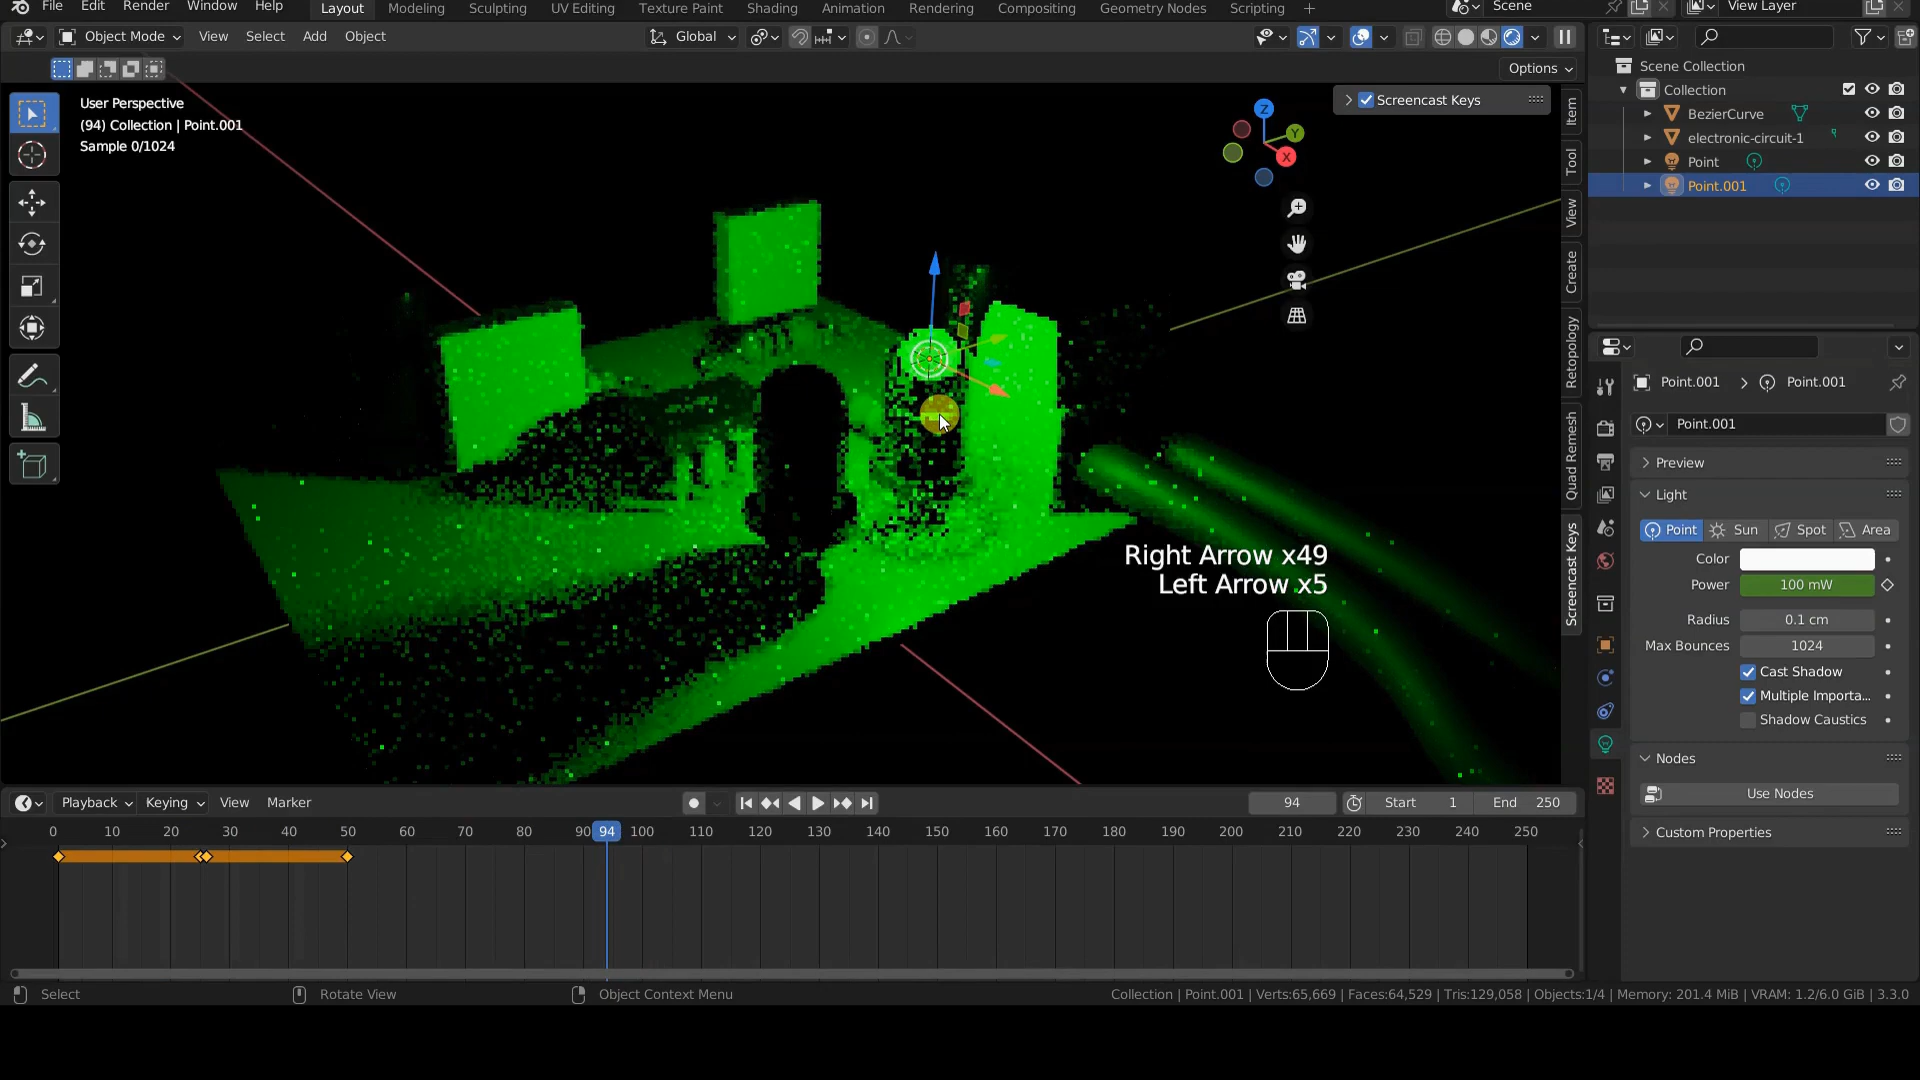 File Edit Render Window Help Layout Modeling Sculpting UV Editing Texture Paint Shading Animation Rendering Compositing Geometry Nodes Scripting Scene View Layer
Object Mode View Select Add Object Global
Options
User Perspective
(94) Collection | Point.001
Sample 0/1024
Screencast Keys
Z
Y
X
Item
Tool
View
Create
Retopology
Quad Remesh
Screencast Keys
Right Arrow x49
Left Arrow x5
Scene Collection
Collection
BezierCurve
electronic-circuit-1
Point
Point.001
Point.001 Point.001
Point.001
Preview
Light
Point Sun Spot Area
Color
Power 100 mW
Radius 0.1 cm
Max Bounces 1024
Cast Shadow
Multiple Importa...
Shadow Caustics
Nodes
Use Nodes
Custom Properties
Playback Keying View Marker 94 Start 1 End 250
0 10 20 30 40 50 60 70 80 90 94 100 110 120 130 140 150 160 170 180 190 200 210 220 230 240 250
Select Rotate View Object Context Menu Collection | Point.001 | Verts:65,669 | Faces:64,529 | Tris:129,058 | Objects:1/4 | Memory: 201.4 MiB | VRAM: 1.2/6.0 GiB | 3.3.0